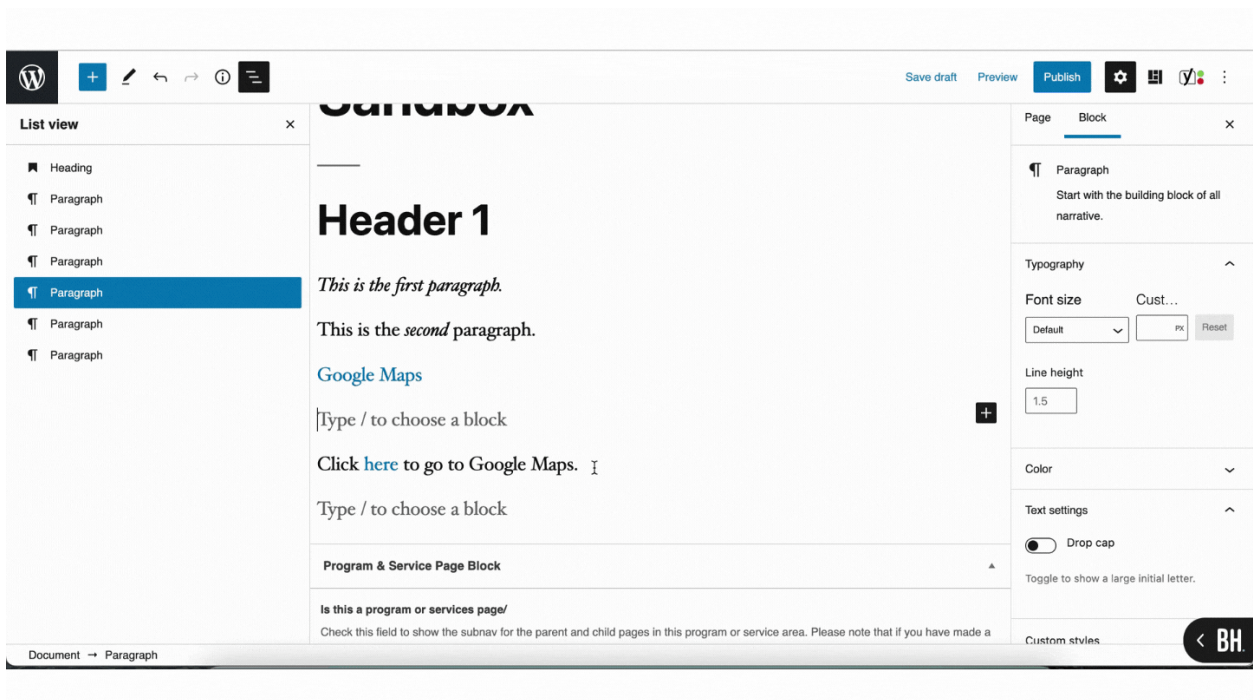 Save draft Preview Publish
List view
Heading
Paragraph
Paragraph
Paragraph
Paragraph
Paragraph
Paragraph
Sandbox
Header 1
This is the first paragraph.
This is the second paragraph.
Google Maps
Type / to choose a block
Click here to go to Google Maps.
Type / to choose a block
Program & Service Page Block
Is this a program or services page/
Check this field to show the subnav for the parent and child pages in this program or service area. Please note that if you have made a
Page Block
Paragraph
Start with the building block of all
narrative.
Typography
Font size Cust...
Default PX Reset
Line height
1.5
Color
Text settings
Drop cap
Toggle to show a large initial letter.
Custom styles
BH.
Document → Paragraph